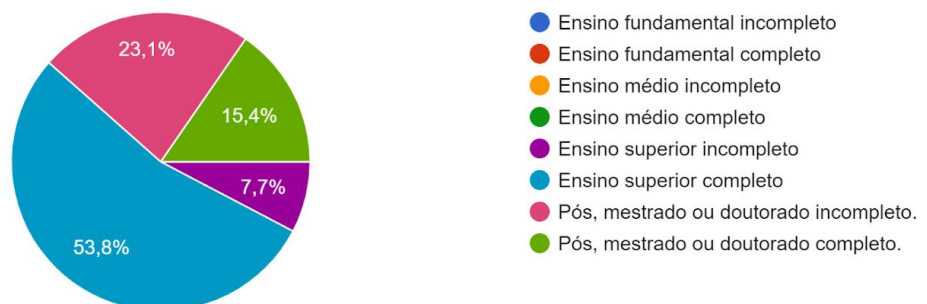 23,1%
15,4%
7,7%
53,8%
Ensino fundamental incompleto
Ensino fundamental completo
Ensino médio incompleto
Ensino médio completo
Ensino superior incompleto
Ensino superior completo
Pós, mestrado ou doutorado incompleto.
Pós, mestrado ou doutorado completo.